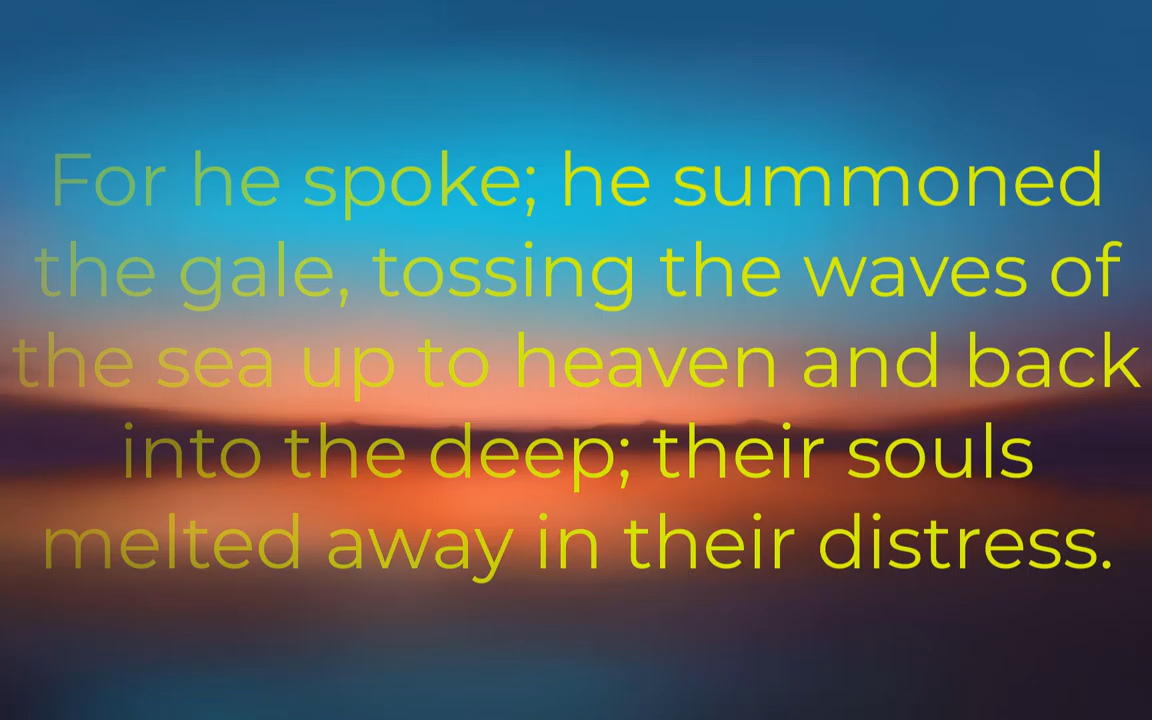 For he spoke; he summoned
the gale, tossing the waves of
the sea up to heaven and back
into the deep; their souls
melted away in their distress.